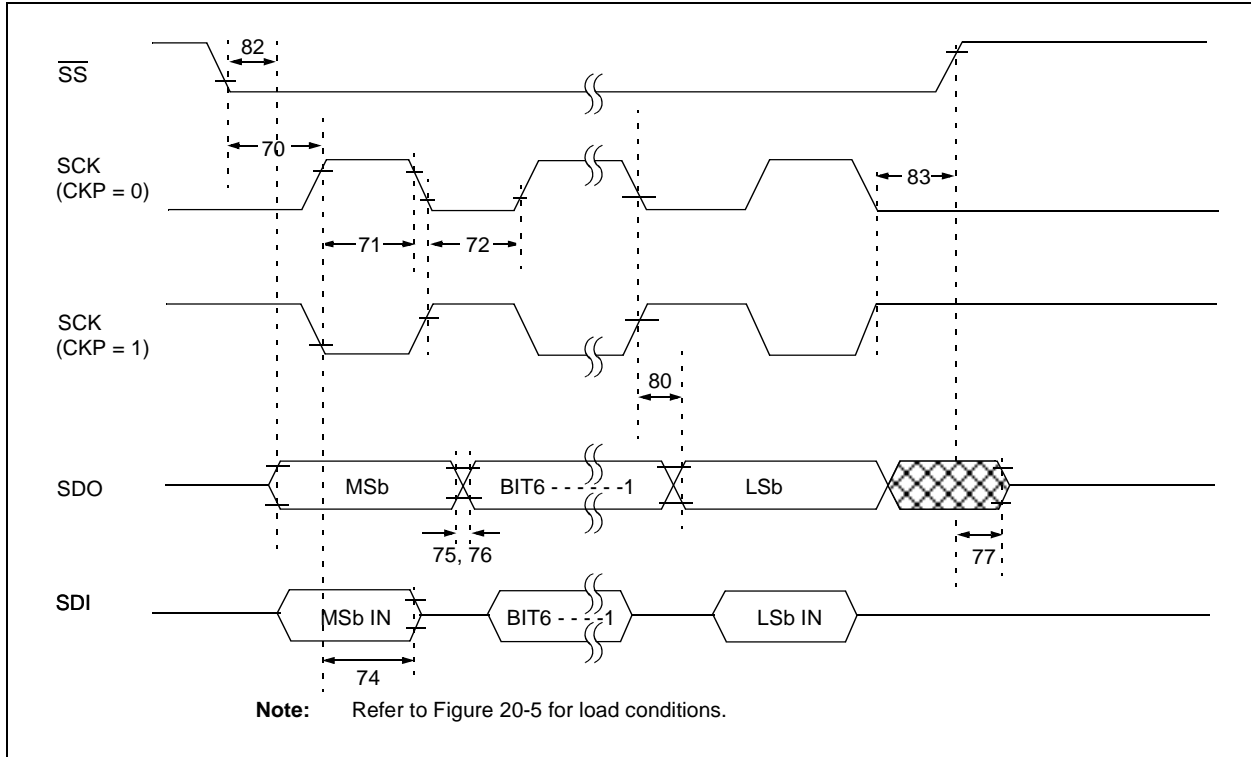 82
SS
70
SCK
(CKP = 0)
83
71
72
SCK
(CKP = 1)
80
SDO
MSb
BIT6 - - - - - -1
LSb
75, 76
77
SDI
MSb IN
BIT6 - - - -1
LSb IN
74
Note: Refer to Figure 20-5 for load conditions.